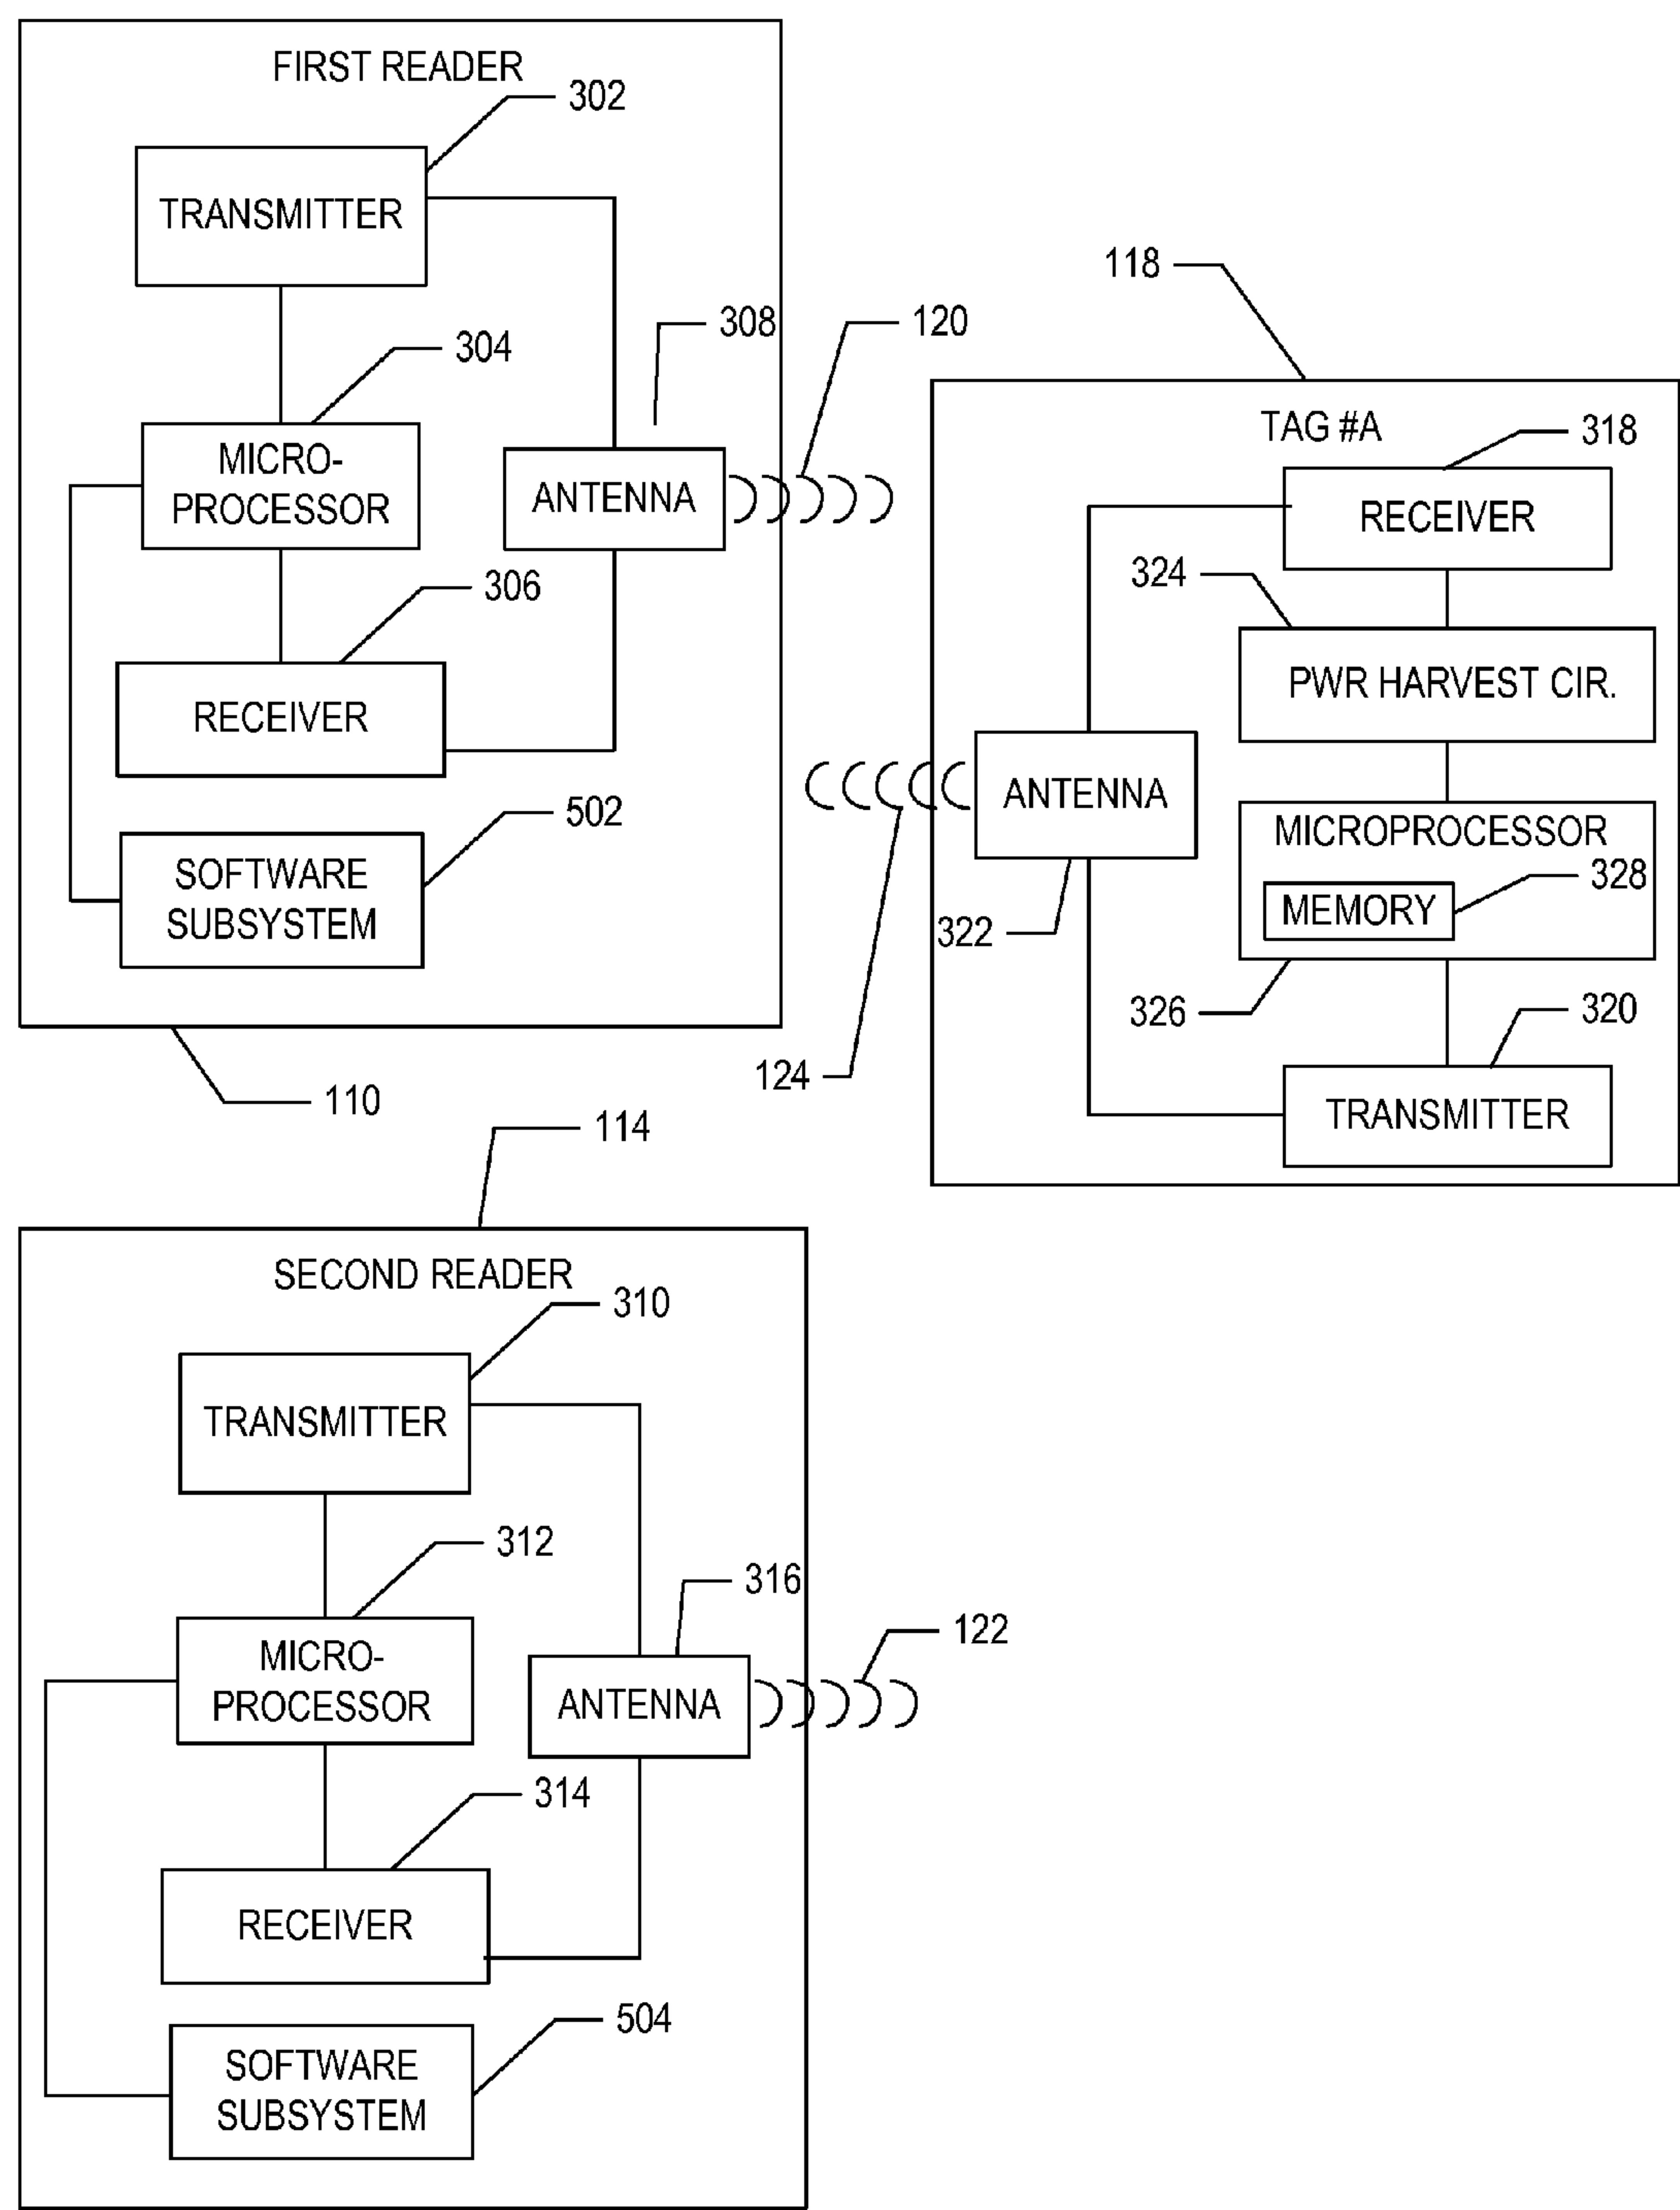 FIRST READER
302
TRANSMITTER
304
308
MICRO-
PROCESSOR
ANTENNA
120
306
RECEIVER
502
SOFTWARE
SUBSYSTEM
110
118
TAG #A
318
RECEIVER
324
PWR HARVEST CIR.
ANTENNA
MICROPROCESSOR
328
MEMORY
322
326
124
320
TRANSMITTER
114
SECOND READER
310
TRANSMITTER
312
316
MICRO-
PROCESSOR
ANTENNA
122
314
RECEIVER
504
SOFTWARE
SUBSYSTEM